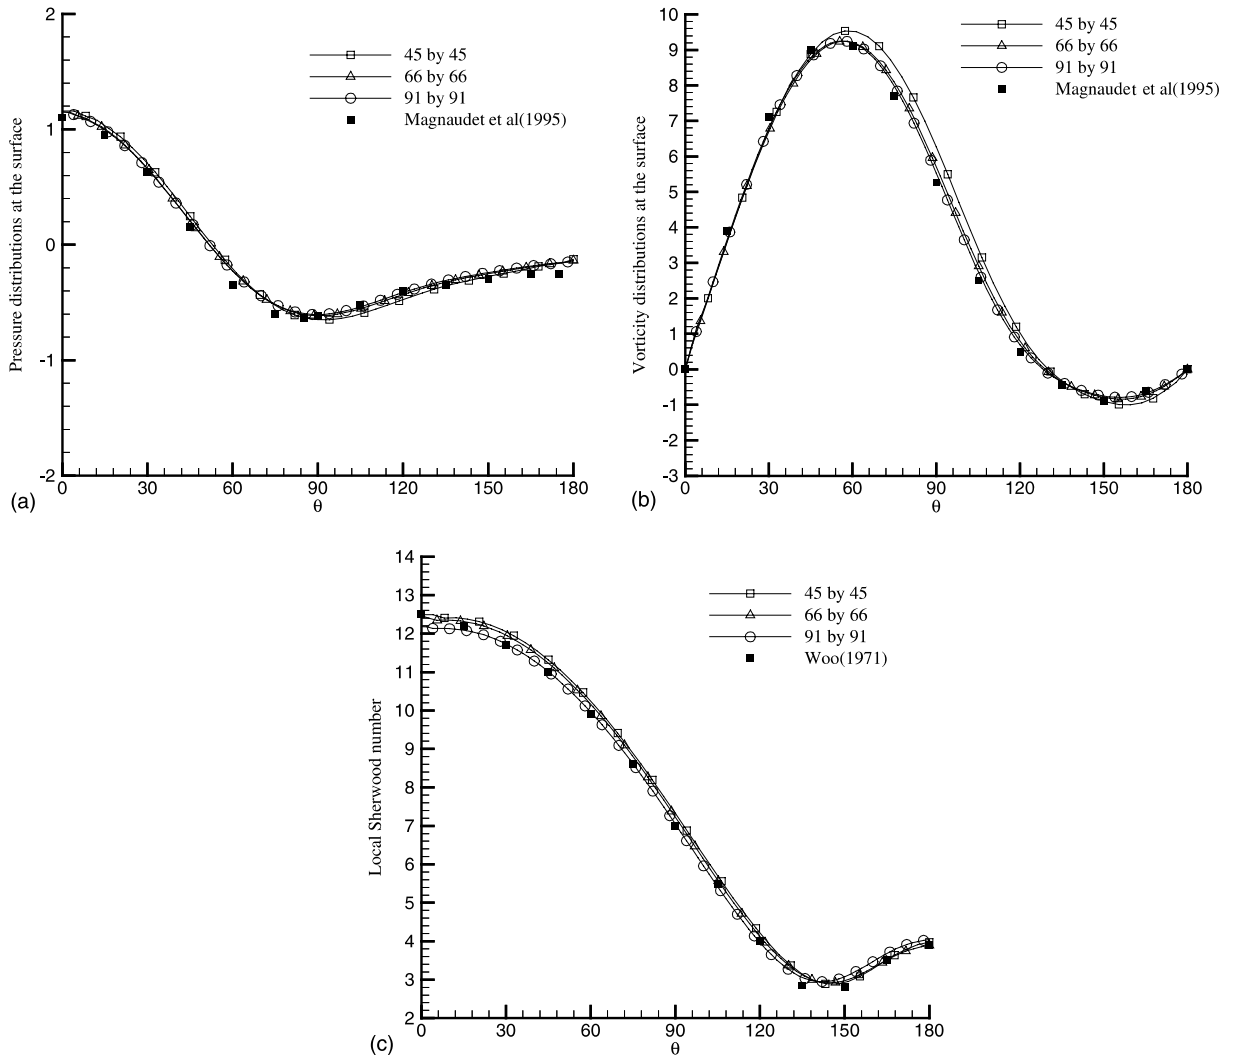 2
1
0
-1
-2
Pressure distributions at the surface
45 by 45
66 by 66
91 by 91
Magnaudet et al(1995)
0
30
60
90
120
150
180
θ
(a)
10
9
8
7
6
5
4
3
2
1
0
-1
-2
-3
Vorticity distributions at the surface
45 by 45
66 by 66
91 by 91
Magnaudet et al(1995)
0
30
60
90
120
150
180
θ
(b)
14
13
12
11
10
9
8
7
6
5
4
3
2
Local Sherwood number
45 by 45
66 by 66
91 by 91
Woo(1971)
0
30
60
90
120
150
180
θ
(c)